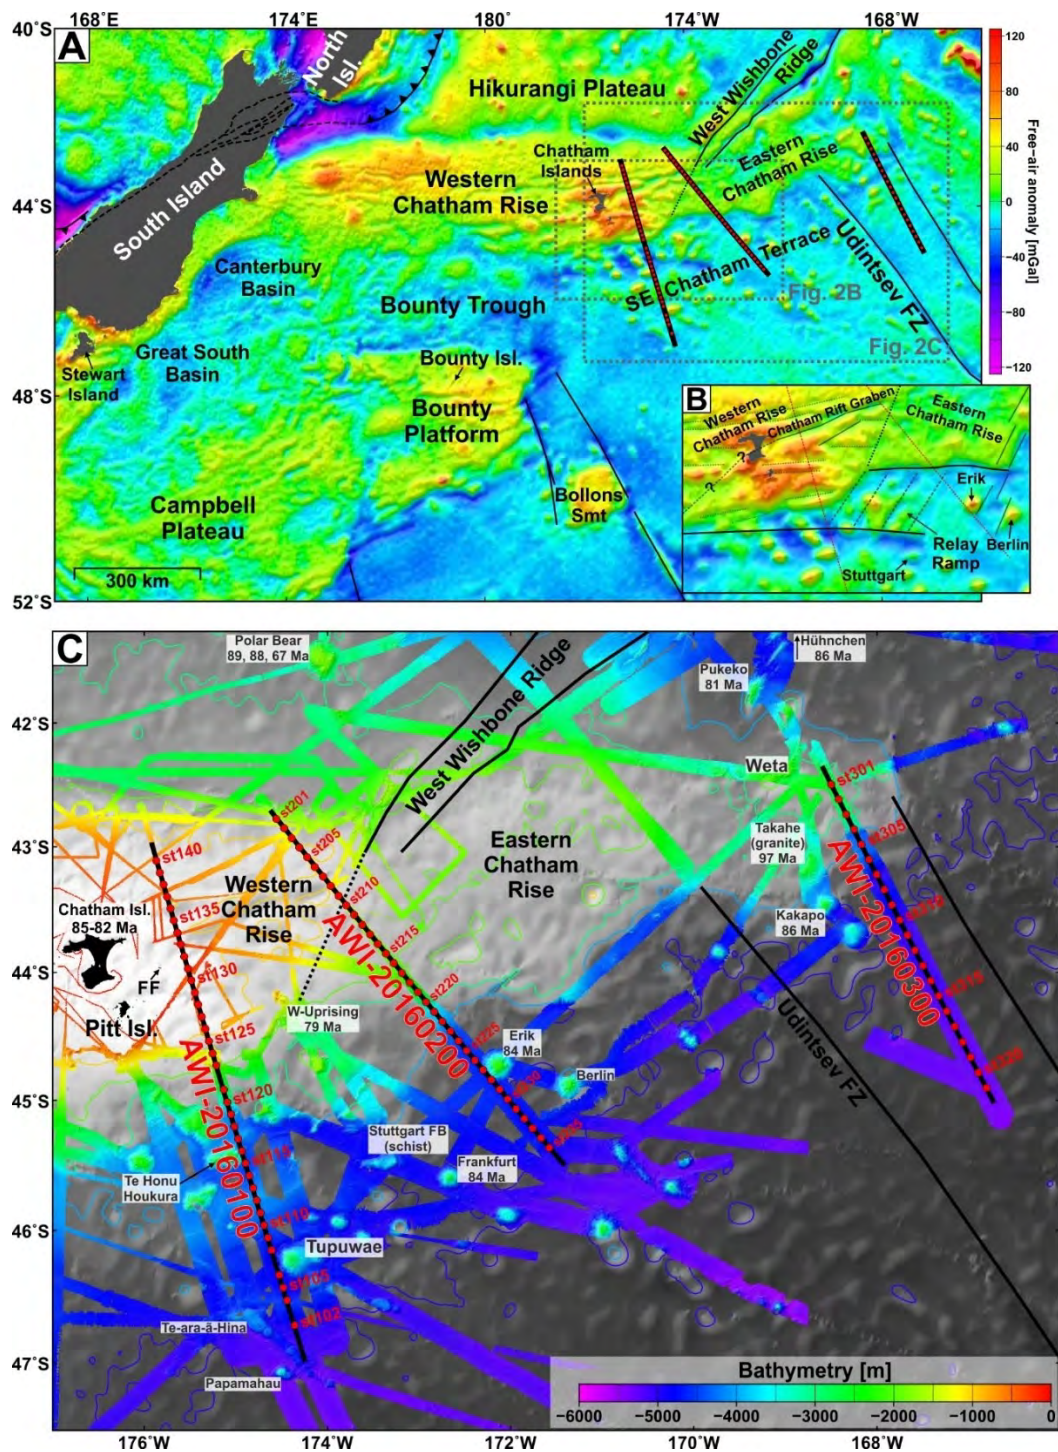 168°E
174°E
180°
174°W
168°W
40°S
A
North
Isl.
Hikurangi Plateau
West Wishbone
Ridge
120
80
40
0
−40
−80
−120
Free-air anomaly [mGal]
Chatham
Islands
Eastern
Chatham Rise
Western
Chatham Rise
44°S
South Island
SE Chatham Terrace
Udintsev FZ
Canterbury
Basin
Bounty Trough
Fig. 2B
Fig. 2C
Great South
Basin
Stewart
Island
Bounty Isl.
48°S
Bounty
Platform
B
Western
Chatham Rise
Chatham Rift Graben
Eastern
Chatham Rise
?
?
Erik
Berlin
Relay
Ramp
Stuttgart
Bollons
Smt
Campbell
Plateau
300 km
52°S
C
Polar Bear
89, 88, 67 Ma
Hühnchen
86 Ma
Pukeko
81 Ma
West Wishbone Ridge
42°S
Weta
st301
st201
st205
st305
Takahe
(granite)
97 Ma
43°S
st140
Eastern
Chatham
Rise
Western
Chatham
Rise
st210
st135
Chatham Isl.
85-82 Ma
Kakapo
86 Ma
st310
st215
AWI-20160300
44°S
FF
st130
AWI-20160200
st220
st315
Pitt Isl.
W-Uprising
79 Ma
st125
st225
Erik
84 Ma
Berlin
st320
Udintsev FZ
AWI-20160100
45°S
st120
st230
st235
Stuttgart FB
(schist)
st115
Frankfurt
84 Ma
Te Honu
Houkura
st110
46°S
Tupuwae
st105
Te-ara-ā-Hina
st102
47°S
Papamahau
Bathymetry [m]
−6000
−5000
−4000
−3000
−2000
−1000
0
176°W
174°W
172°W
170°W
168°W